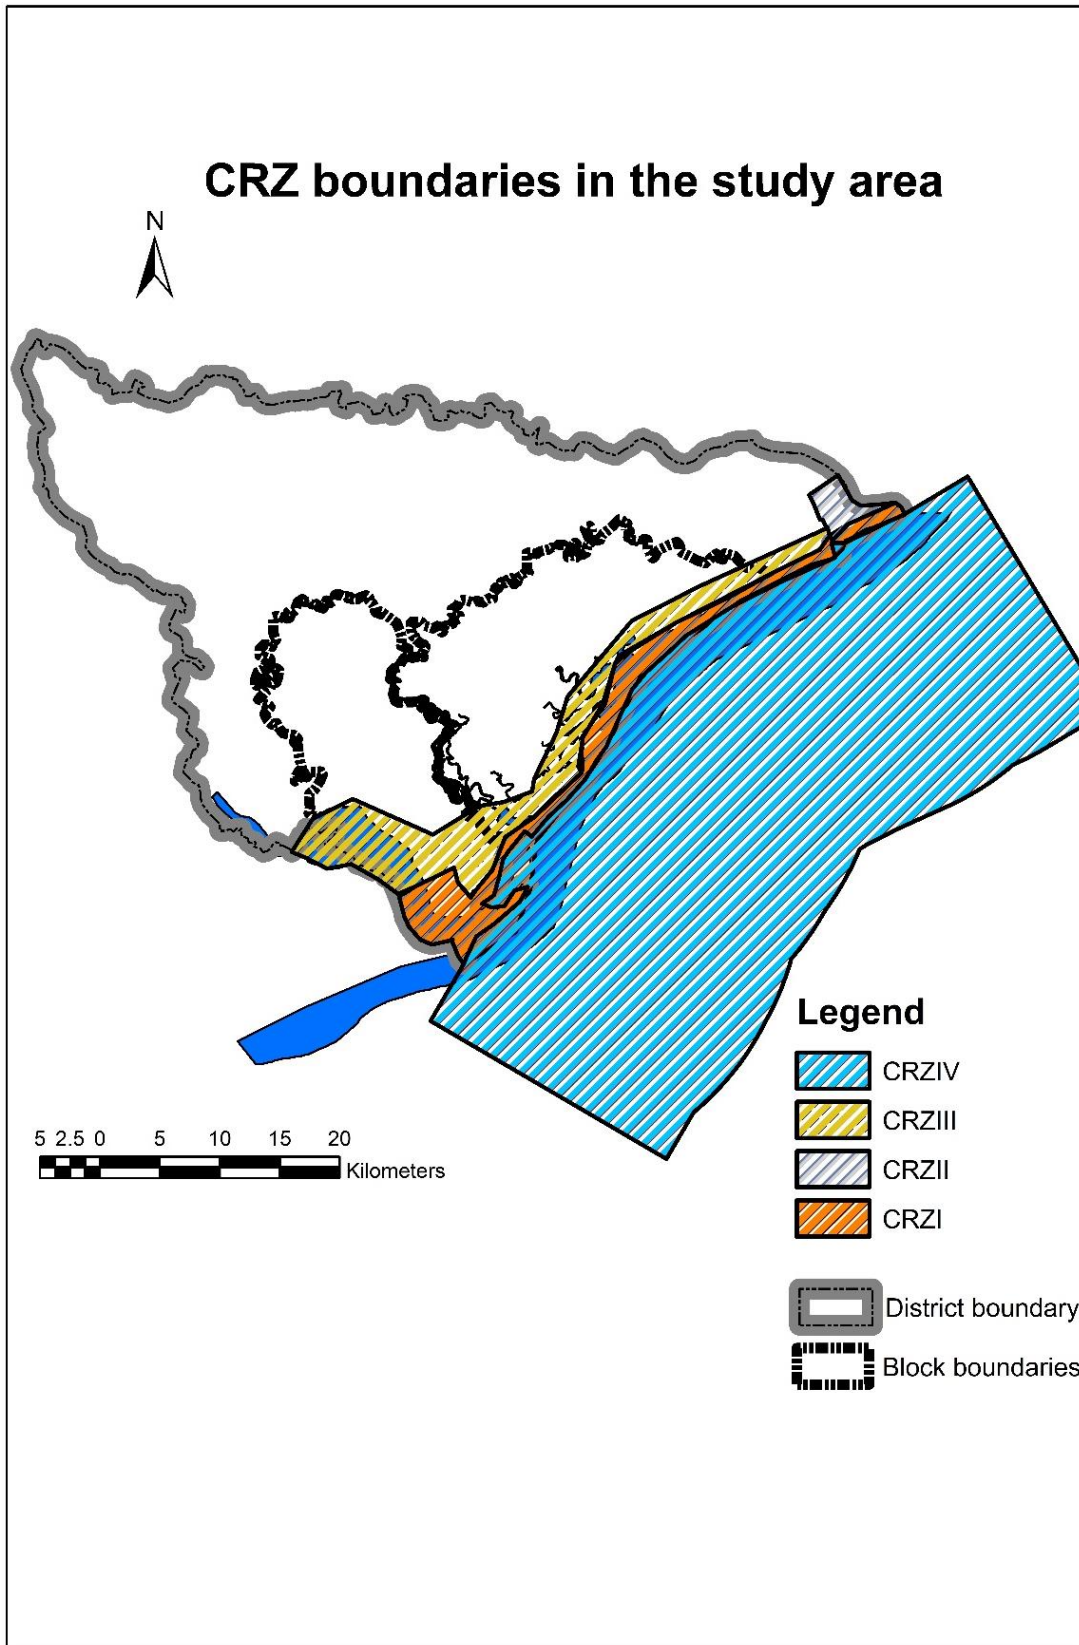 CRZ boundaries in the study area
N
5 2.5 0 5 10 15 20
Kilometers
Legend
CRZIV
CRZIII
CRZII
CRZI
District boundary
Block boundaries